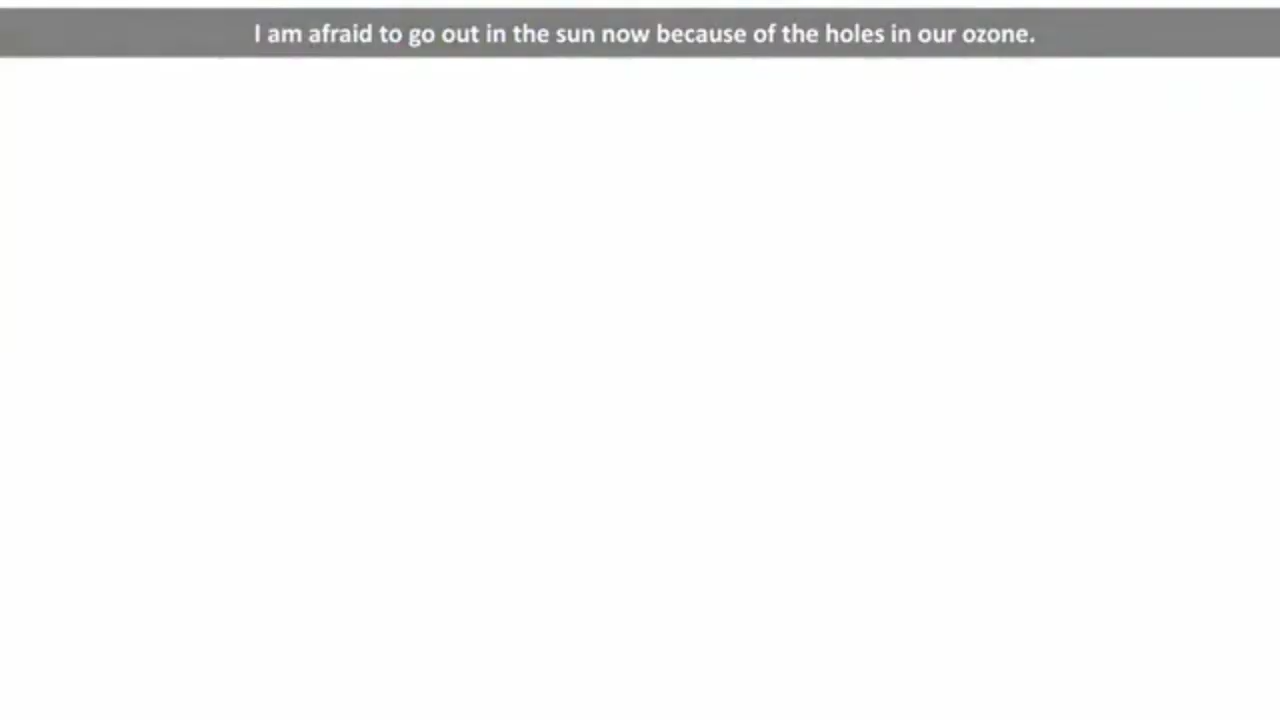 I am afraid to go out in the sun now because of the holes in our ozone.